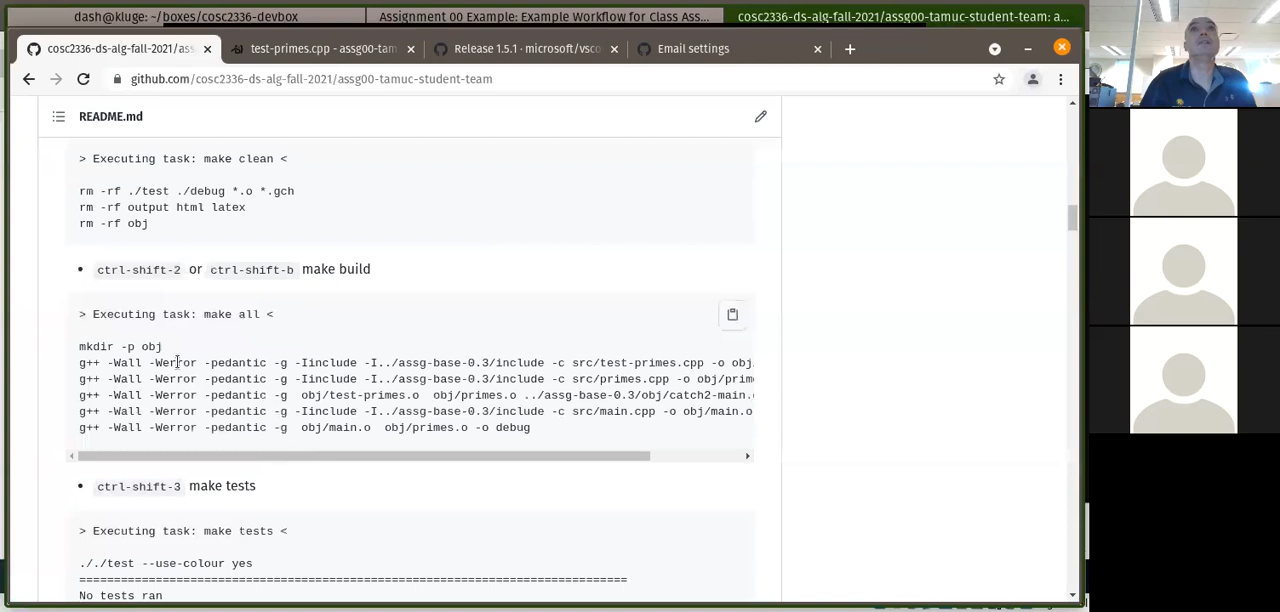 dash@kluge: ~/boxes/cosc2336-devbox
Assignment 00 Example: Example Workflow for Class Ass...
cosc2336-ds-alg-fall-2021/assg00-tamuc-student-team: a...
cosc2336-ds-alg-fall-2021/ass
test-primes.cpp - assg00-tam
Release 1.5.1 · microsoft/vsco
Email settings
github.com/cosc2336-ds-alg-fall-2021/assg00-tamuc-student-team
README.md
> Executing task: make clean <
rm -rf ./test ./debug *.o *.gch
rm -rf output html latex
rm -rf obj
• ctrl-shift-2 or ctrl-shift-b make build
> Executing task: make all <
mkdir -p obj
g++ -Wall -Werror -pedantic -g -Iinclude -I../assg-base-0.3/include -c src/test-primes.cpp -o obj
g++ -Wall -Werror -pedantic -g -Iinclude -I../assg-base-0.3/include -c src/primes.cpp -o obj/prim
g++ -Wall -Werror -pedantic -g  obj/test-primes.o  obj/primes.o ../assg-base-0.3/obj/catch2-main.
g++ -Wall -Werror -pedantic -g -Iinclude -I../assg-base-0.3/include -c src/main.cpp -o obj/main.o
g++ -Wall -Werror -pedantic -g  obj/main.o  obj/primes.o -o debug
• ctrl-shift-3 make tests
> Executing task: make tests <
././test --use-colour yes
===============================================================================
No tests ran